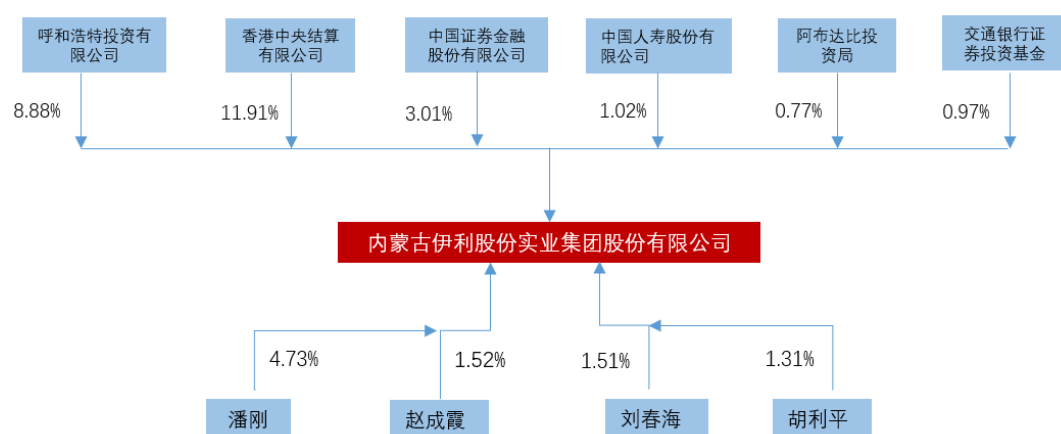 呼和浩特投资有
限公司
香港中央结算
有限公司
中国证券金融
股份有限公司
中国人寿股份有
限公司
阿布达比投
资局
交通银行证
券投资基金
8.88%
11.91%
3.01%
1.02%
0.77%
0.97%
内蒙古伊利股份实业集团股份有限公司
4.73%
1.52%
1.51%
1.31%
潘刚
赵成霞
刘春海
胡利平